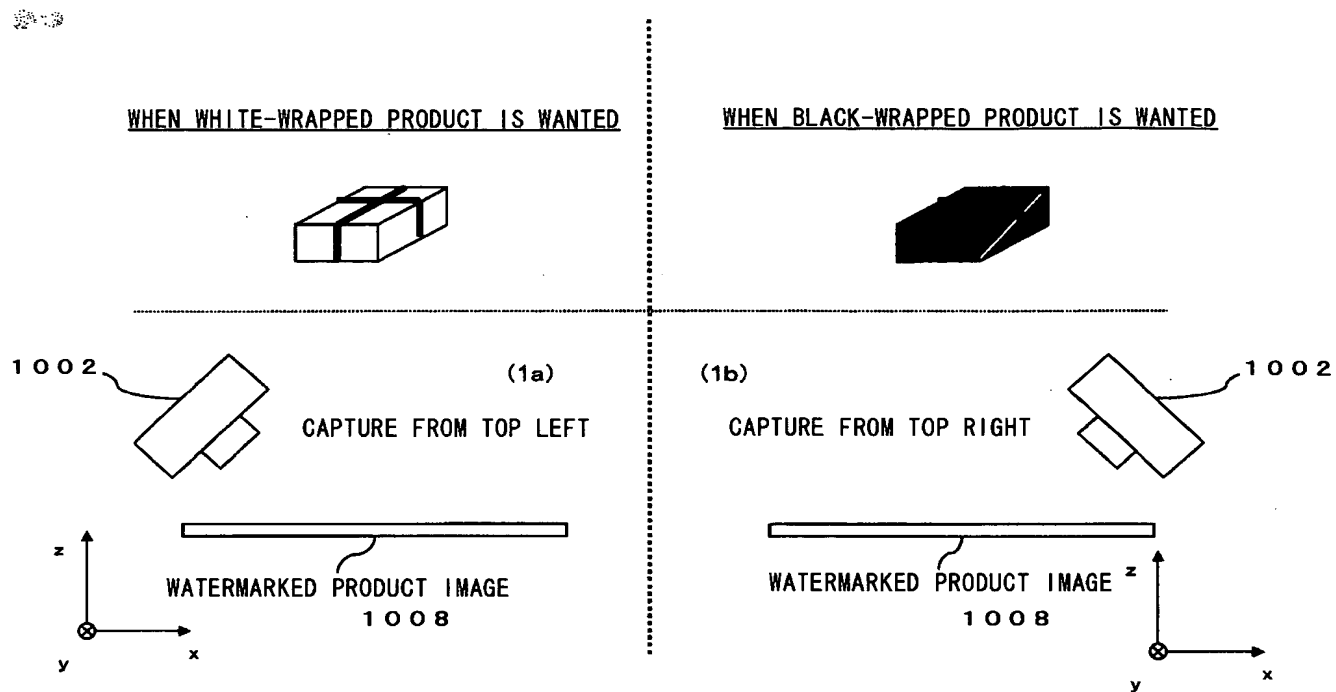 WHEN WHITE-WRAPPED PRODUCT IS WANTED
WHEN BLACK-WRAPPED PRODUCT IS WANTED
1002
(1a)
CAPTURE FROM TOP LEFT
(1b)
1002
CAPTURE FROM TOP RIGHT
z
WATERMARKED PRODUCT IMAGE
1008
y
x
WATERMARKED PRODUCT IMAGE
1008
z
y
x